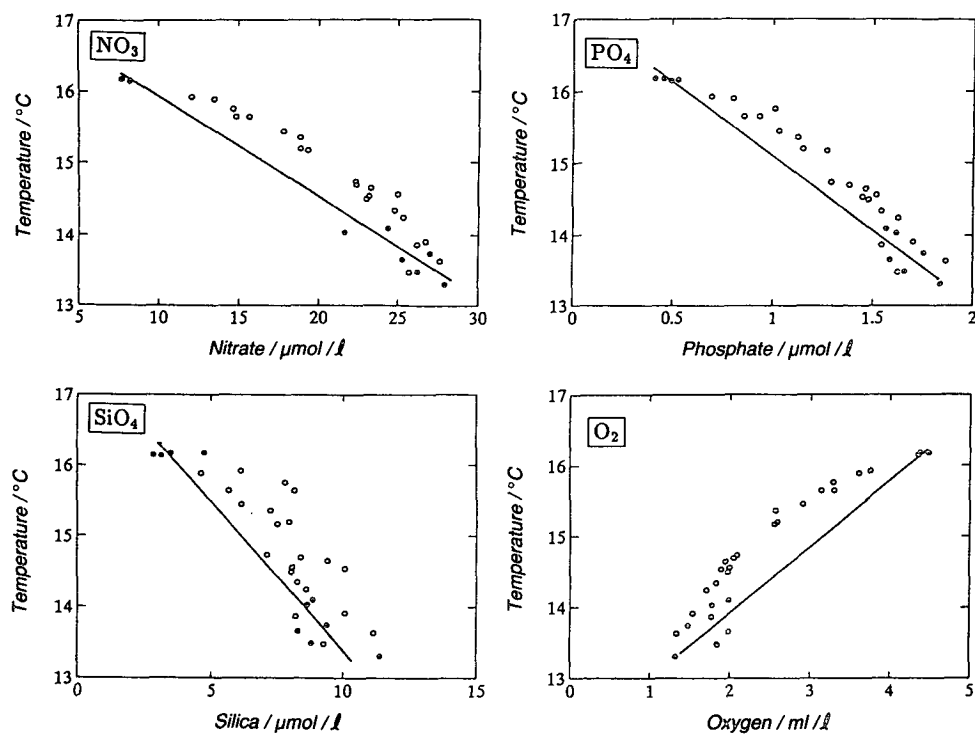 17
NO₃
16
15
14
13
Temperature / °C
5 10 15 20 25 30
Nitrate / μmol / ℓ
17
PO₄
16
15
14
13
Temperature / °C
0 0.5 1 1.5 2
Phosphate / μmol / ℓ
17
SiO₄
16
15
14
13
Temperature / °C
0 5 10 15
Silica / μmol / ℓ
17
O₂
16
15
14
13
Temperature / °C
0 1 2 3 4 5
Oxygen / ml / ℓ